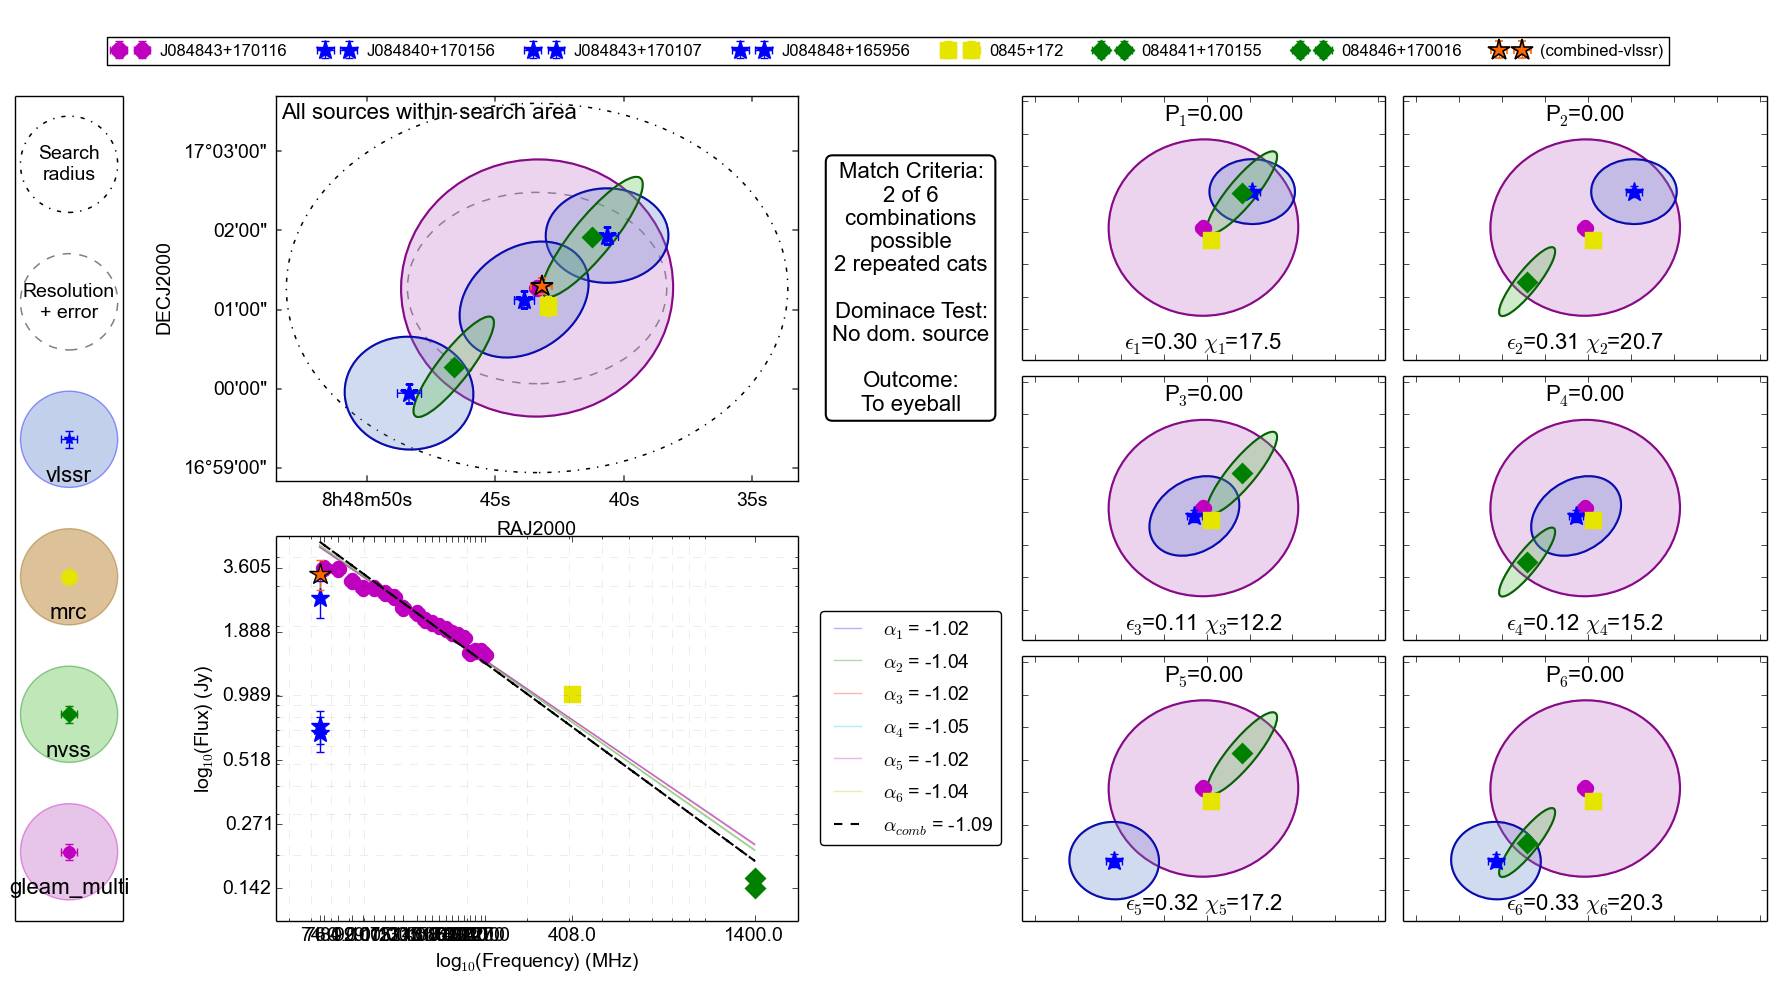 J084843+170116 J084840+170156 J084843+170107 J084848+165956 0845+172 084841+170155 084846+170016 (combined-vlssr)
Search
radius
Resolution
+ error
vlssr
mrc
nvss
gleam_multi
All sources within search area
17°03'00"
02'00"
01'00"
00'00"
16°59'00"
DECJ2000
8h48m50s 45s 40s 35s
RAJ2000
3.605
1.888
0.989
0.518
0.271
0.142
log10(Flux) (Jy)
408.0 1400.0
log10(Frequency) (MHz)
Match Criteria:
2 of 6
combinations
possible
2 repeated cats
Dominace Test:
No dom. source
Outcome:
To eyeball
α1 = -1.02
α2 = -1.04
α3 = -1.02
α4 = -1.05
α5 = -1.02
α6 = -1.04
αcomb = -1.09
P1=0.00
ϵ1=0.30 χ1=17.5
P2=0.00
ϵ2=0.31 χ2=20.7
P3=0.00
ϵ3=0.11 χ3=12.2
P4=0.00
ϵ4=0.12 χ4=15.2
P5=0.00
ϵ5=0.32 χ5=17.2
P6=0.00
ϵ6=0.33 χ6=20.3